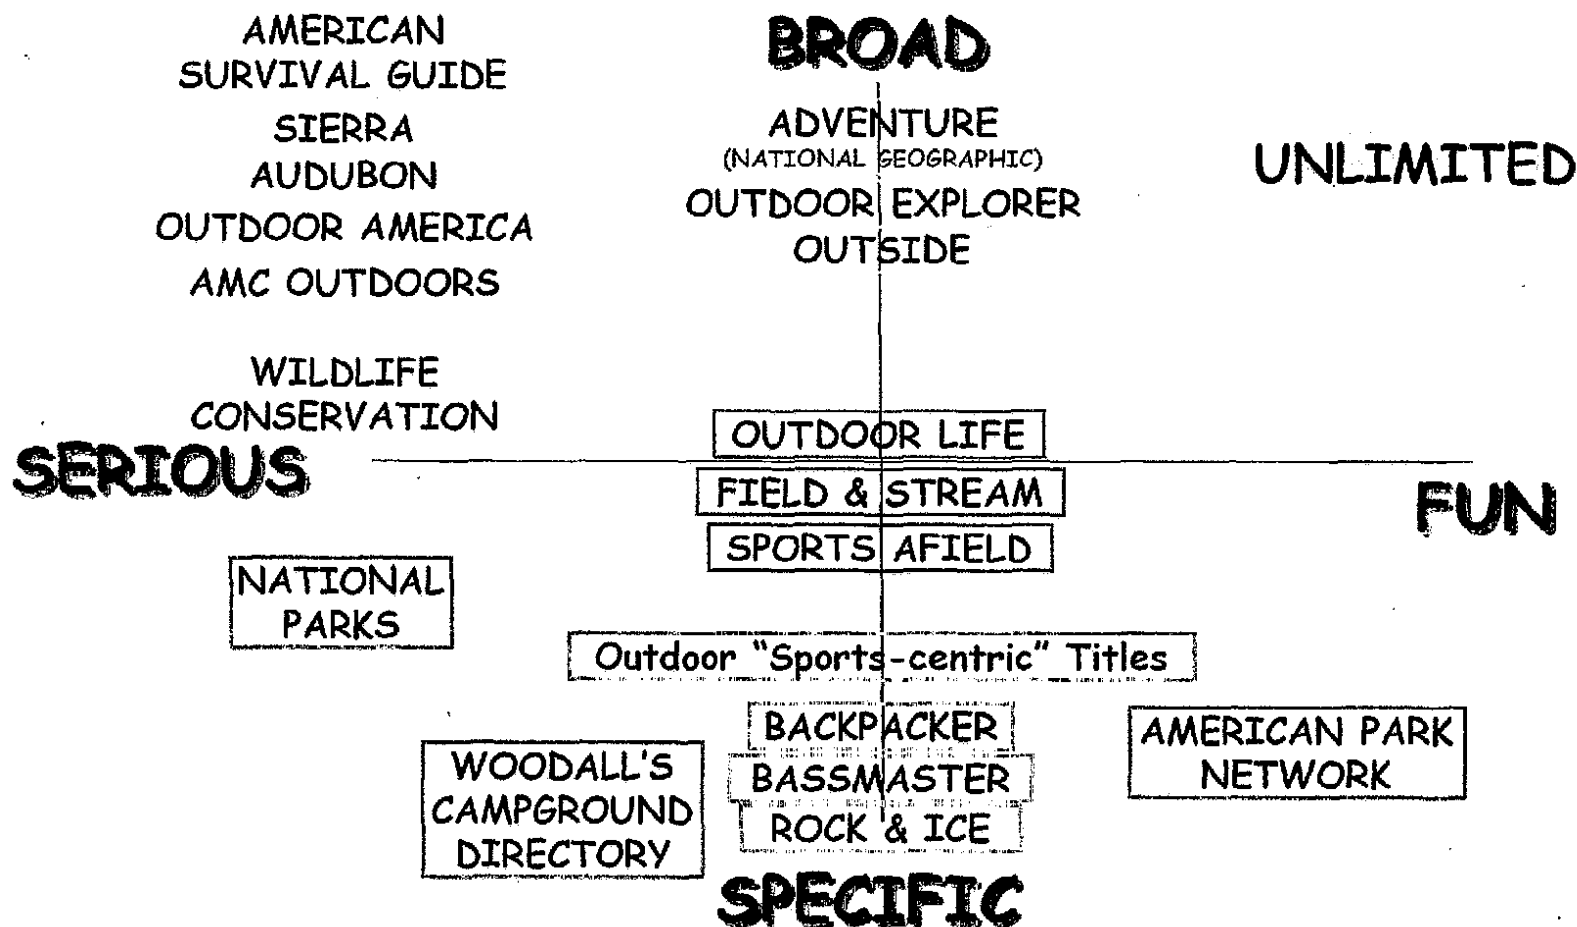 AMERICAN
SURVIVAL GUIDE
SIERRA
AUDUBON
OUTDOOR AMERICA
AMC OUTDOORS
WILDLIFE
CONSERVATION
BROAD
ADVENTURE
(NATIONAL GEOGRAPHIC)
OUTDOOR EXPLORER
OUTSIDE
UNLIMITED
OUTDOOR LIFE
SERIOUS
FIELD & STREAM
FUN
SPORTS AFIELD
NATIONAL
PARKS
Outdoor "Sports-centric" Titles
BACKPACKER
BASSMASTER
ROCK & ICE
WOODALL'S
CAMPGROUND
DIRECTORY
AMERICAN PARK
NETWORK
SPECIFIC